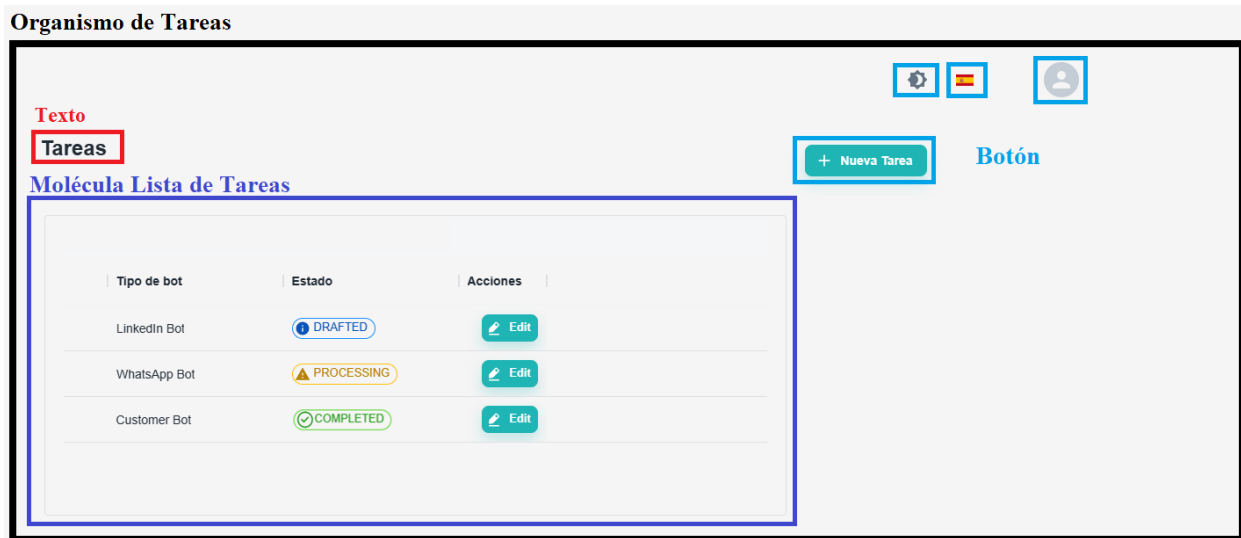 Organismo de Tareas
Texto
Tareas
+ Nueva Tarea
Botón
Molécula Lista de Tareas
Tipo de bot Estado Acciones
LinkedIn Bot DRAFTED Edit
WhatsApp Bot PROCESSING Edit
Customer Bot COMPLETED Edit